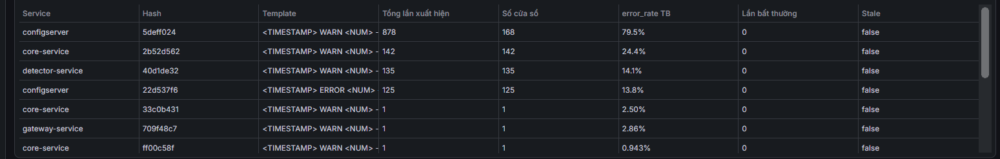 Service Hash Template Tổng lần xuất hiện Số cửa sổ error_rate TB Lần bất thường Stale
configserver 5deff024 <TIMESTAMP> WARN <NUM> - 878 168 79.5% 0 false
core-service 2b52d562 <TIMESTAMP> WARN <NUM> - 142 142 24.4% 0 false
detector-service 40d1de32 <TIMESTAMP> WARN <NUM> - 135 135 14.1% 0 false
configserver 22d537f6 <TIMESTAMP> ERROR <NUM> 125 125 13.8% 0 false
core-service 33c0b431 <TIMESTAMP> WARN <NUM> - 1 1 2.50% 0 false
gateway-service 709f48c7 <TIMESTAMP> WARN <NUM> - 1 1 2.86% 0 false
core-service ff00c58f <TIMESTAMP> WARN <NUM> - 1 1 0.943% 0 false